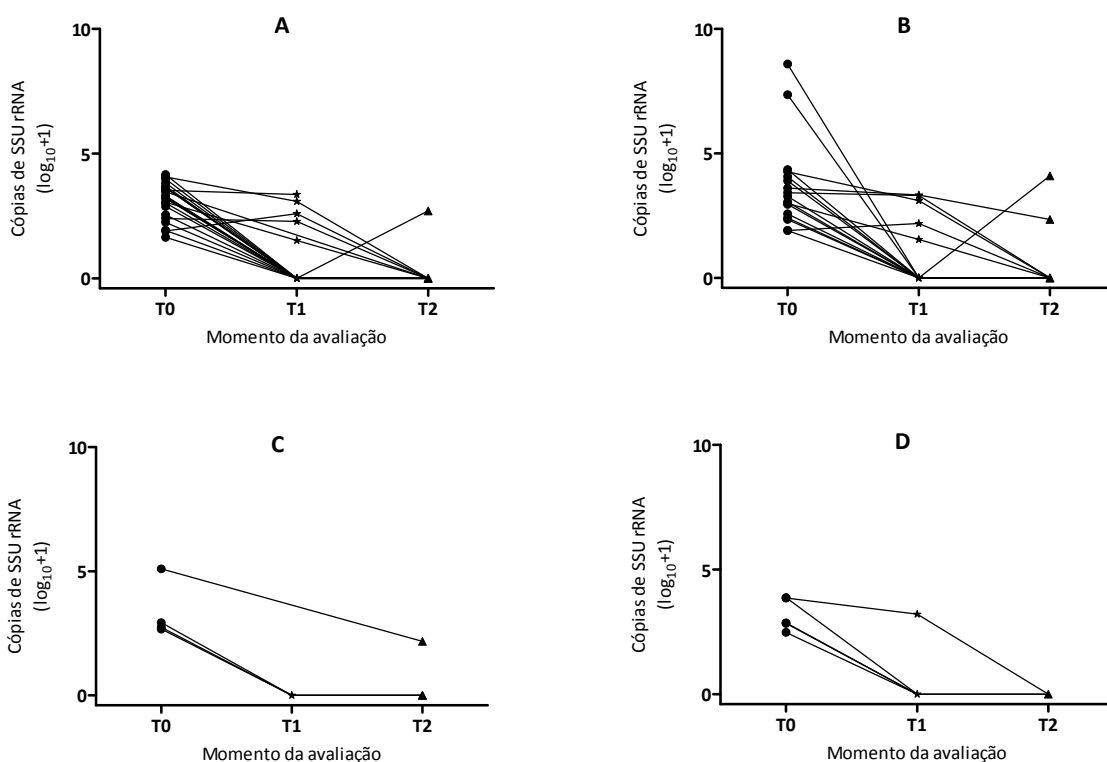 A
10
5
0
Cópias de SSU rRNA
(log₁₀+1)
T0 T1 T2
Momento da avaliação
B
10
5
0
Cópias de SSU rRNA
(log₁₀+1)
T0 T1 T2
Momento da avaliação
C
10
5
0
Cópias de SSU rRNA
(log₁₀+1)
T0 T1 T2
Momento da avaliação
D
10
5
0
Cópias de SSU rRNA
(log₁₀+1)
T0 T1 T2
Momento da avaliação